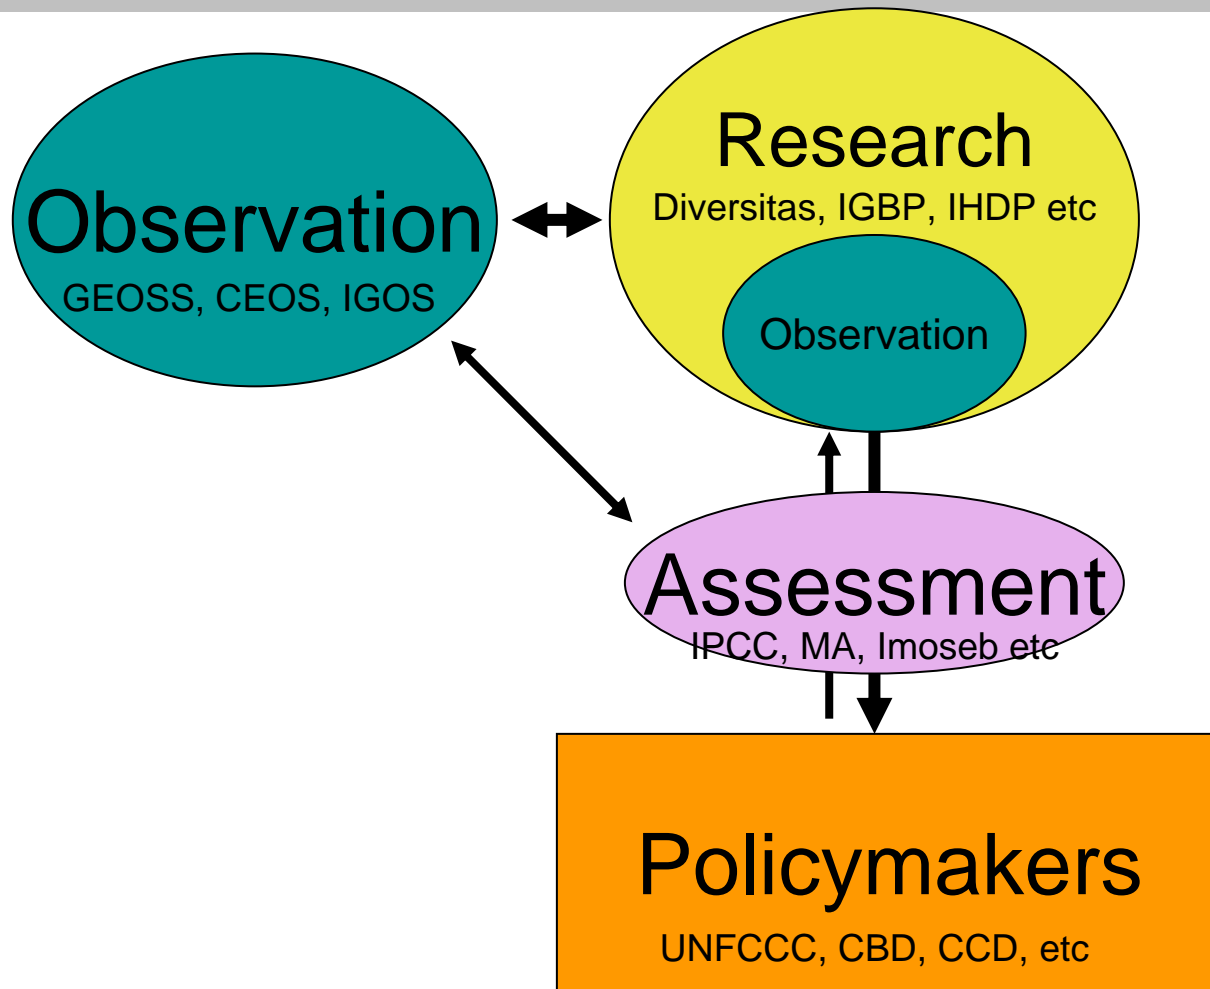 Observation
GEOSS, CEOS, IGOS
Research
Diversitas, IGBP, IHDP etc
Observation
Assessment
IPCC, MA, Imoseb etc
Policymakers
UNFCCC, CBD, CCD, etc